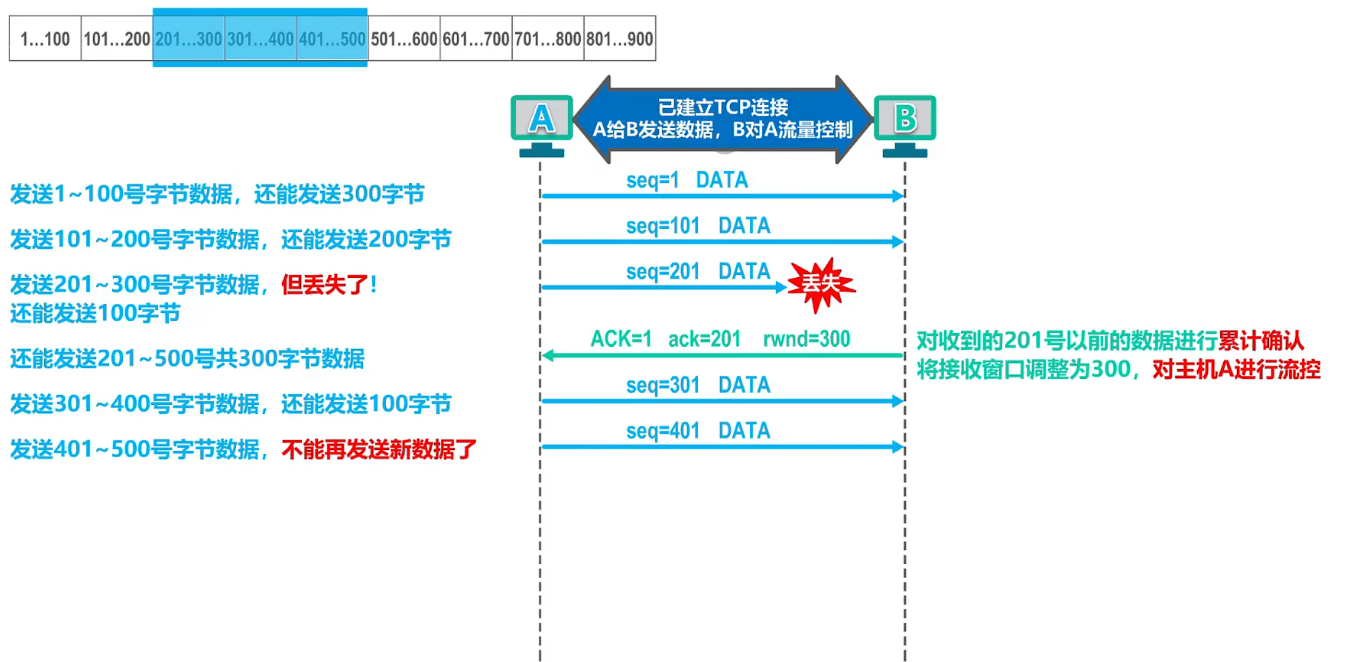 1…100 101…200 201…300 301…400 401…500 501…600 601…700 701…800 801…900
已建立TCP连接
A给B发送数据，B对A流量控制
A
B
发送1~100号字节数据，还能发送300字节
seq=1 DATA
发送101~200号字节数据，还能发送200字节
seq=101 DATA
发送201~300号字节数据，但丢失了！
还能发送100字节
seq=201 DATA
丢失
还能发送201~500号共300字节数据
ACK=1 ack=201 rwnd=300
对收到的201号以前的数据进行累计确认
将接收窗口调整为300，对主机A进行流控
发送301~400号字节数据，还能发送100字节
seq=301 DATA
发送401~500号字节数据，不能再发送新数据了
seq=401 DATA